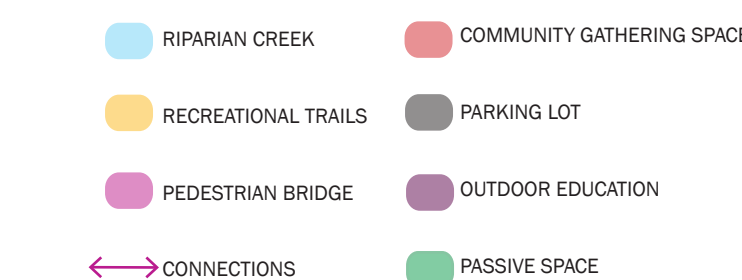 RIPARIAN CREEK
COMMUNITY GATHERING SPACE
RECREATIONAL TRAILS
PARKING LOT
PEDESTRIAN BRIDGE
OUTDOOR EDUCATION
CONNECTIONS
PASSIVE SPACE